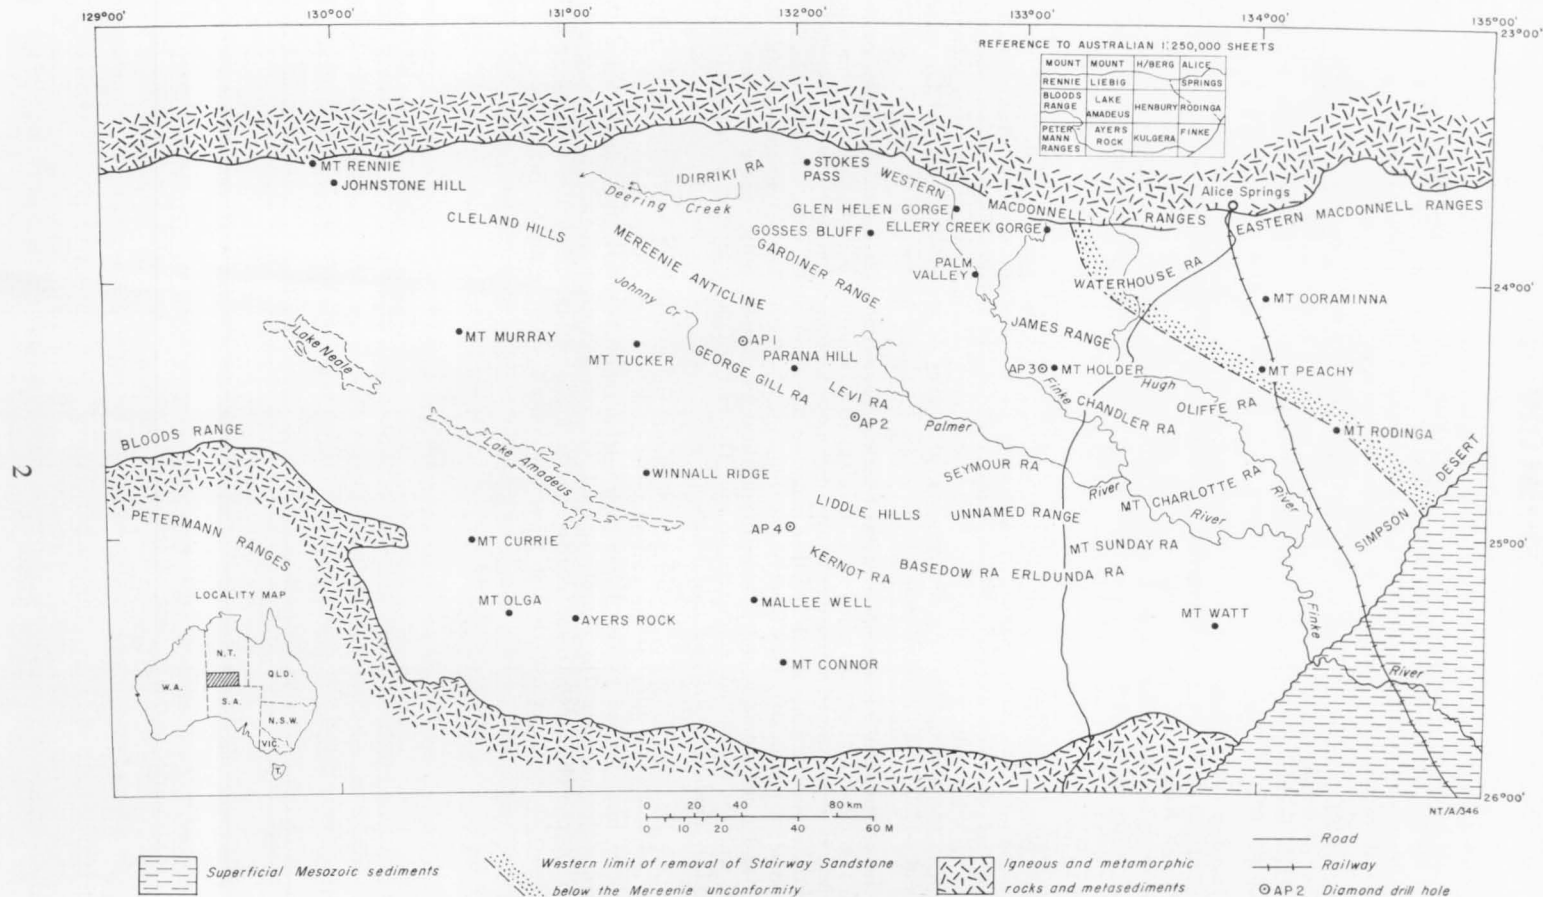 129°00'
130°00'
131°00'
132°00'
133°00'
134°00'
135°00'
23°00'
REFERENCE TO AUSTRALIAN 1:250,000 SHEETS
MOUNT RENNIE
MOUNT LIEBIG
H/BERG
ALICE SPRINGS
BLOODS RANGE
LAKE AMADEUS
HENBURY
RODINGA
PETER- MANN RANGES
AYERS ROCK
KULGERA
FINKE
MT RENNIE
JOHNSTONE HILL
IDIRRIKI RA
Deering Creek
STOKES PASS
WESTERN MACDONNELL RANGES
Alice Springs
EASTERN MACDONNELL RANGES
GLEN HELEN GORGE
ELLERY CREEK GORGE
GOSSES BLUFF
CLELAND HILLS
MEREENIE ANTICLINE
GARDINER RANGE
PALM VALLEY
WATERHOUSE RA
24°00'
MT OORAMINNA
Johnny Cr
Lake Neale
MT MURRAY
MT TUCKER
AP1
PARANA HILL
JAMES RANGE
GEORGE GILL RA
LEVI RA
AP3
MT HOLDER
MT PEACHY
Finke
Hugh
OLIFFE RA
CHANDLER RA
AP2
Palmer
MT RODINGA
BLOODS RANGE
Lake Amadeus
WINNALL RIDGE
SEYMOUR RA
River
MT CHARLOTTE RA
River
River
SIMPSON DESERT
2
PETERMANN RANGES
LIDDLE HILLS
UNNAMED RANGE
AP4
MT CURRIE
MT SUNDAY RA
25°00'
KERNOT RA
BASEDOW RA
ERLDUNDA RA
LOCALITY MAP
MT OLGA
AYERS ROCK
MALLEE WELL
MT WATT
Finke
River
MT CONNOR
N.T.
W.A.
QLD.
S.A.
N.S.W.
VIC.
T.
26°00'
NT/A/346
0 20 40 80 km
0 10 20 40 60 M
Superficial Mesozoic sediments
Western limit of removal of Stairway Sandstone
below the Mereenie unconformity
Igneous and metamorphic
rocks and metasediments
Road
Railway
AP2 Diamond drill hole